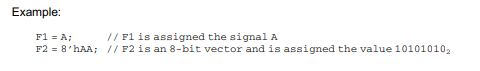 Example:
F1 = A; // F1 is assigned the signal A
F2 = 8’hAA; // F2 is an 8-bit vector and is assigned the value 10101010₂